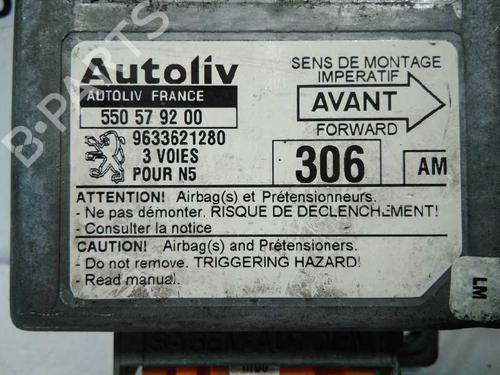 Autoliv
AUTOLIV FRANCE
550 57 92 00
9633621280
3 VOIES
POUR N5
SENS DE MONTAGE
IMPERATIF
AVANT
FORWARD
306
AM
ATTENTION! Airbag(s) et Prétensionneurs.
- Ne pas démonter. RISQUE DE DECLENCHEMENT!
- Consulter la notice
CAUTION! Airbag(s) and Prétensioners.
- Do not remove. TRIGGERING HAZARD!
- Read manual.
LM
B-PARTS